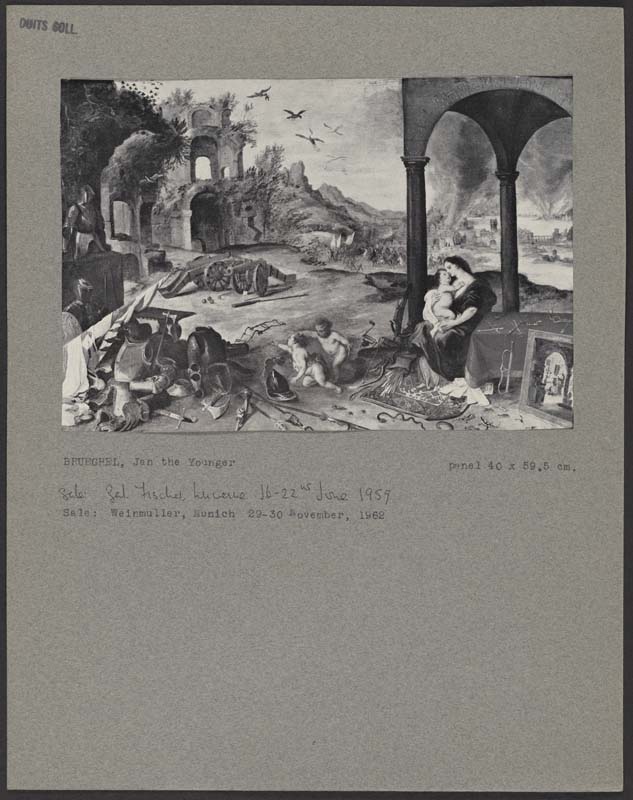 DUITS COLL.
BRUEGHEL, Jan the Younger
panel 40 x 59.5 cm.
Sale: Gal. Fischer, Lucerne 16-22nd June 1959
Sale: Weinmuller, Munich 29-30 November, 1962